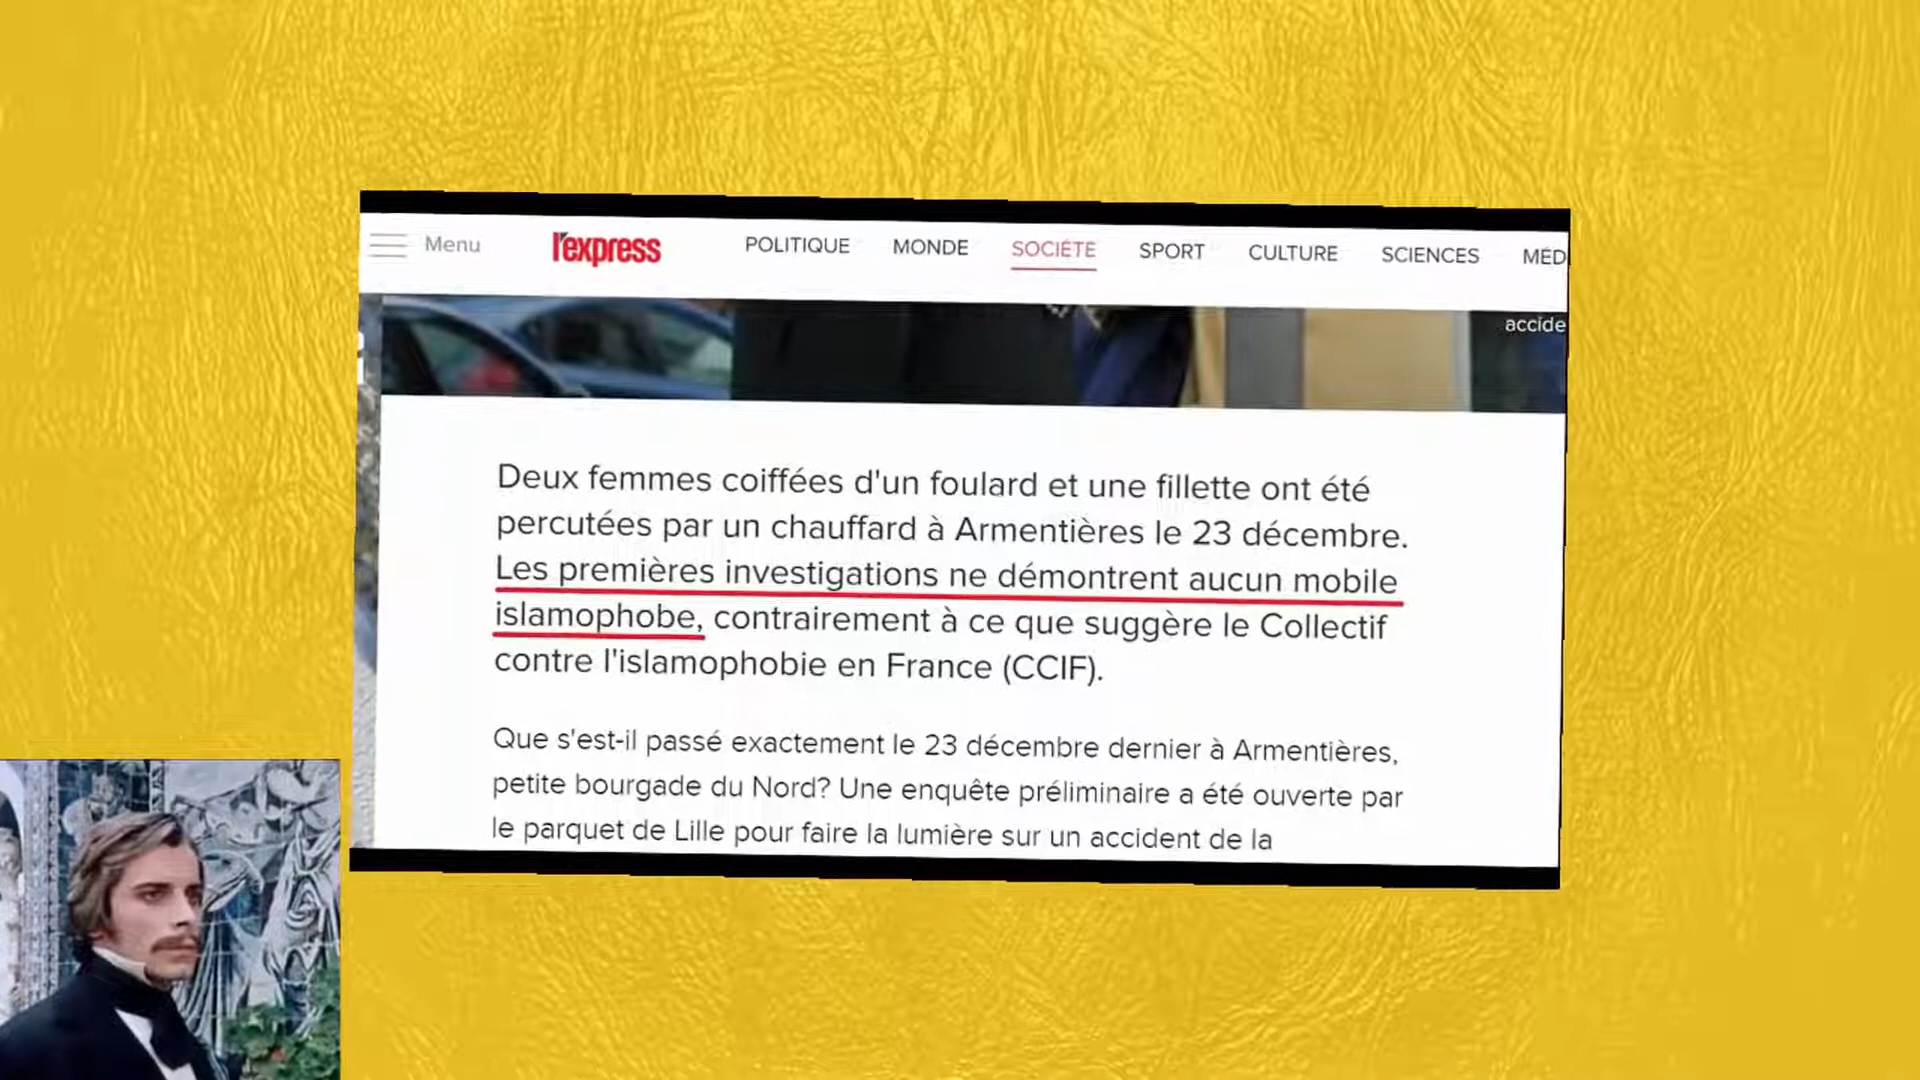 Menu
l'express
POLITIQUE MONDE SOCIÉTÉ SPORT CULTURE SCIENCES MÉD
accide
Deux femmes coiffées d'un foulard et une fillette ont été
percutées par un chauffard à Armentières le 23 décembre.
Les premières investigations ne démontrent aucun mobile
islamophobe, contrairement à ce que suggère le Collectif
contre l'islamophobie en France (CCIF).
Que s'est-il passé exactement le 23 décembre dernier à Armentières,
petite bourgade du Nord? Une enquête préliminaire a été ouverte par
le parquet de Lille pour faire la lumière sur un accident de la